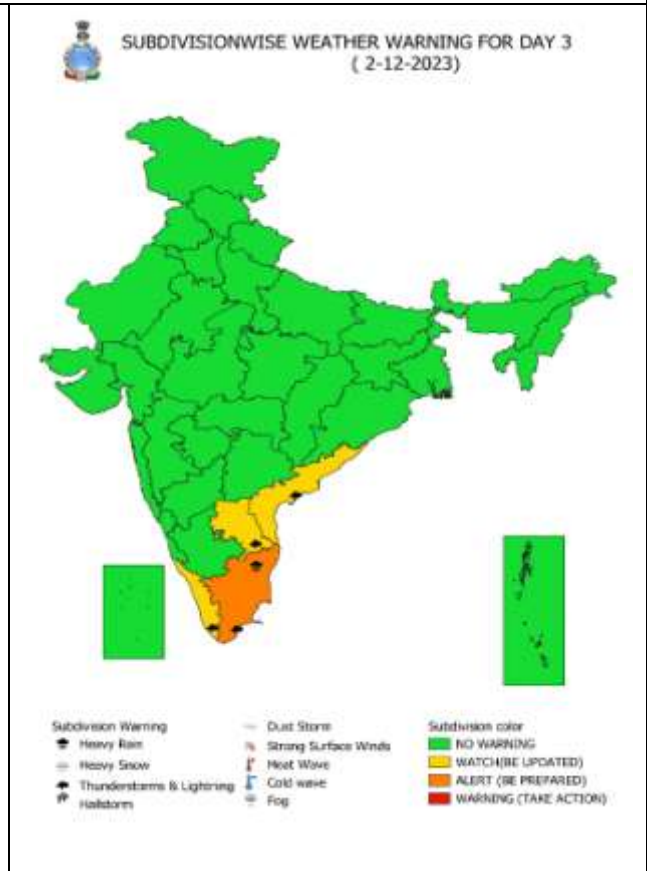 SUBDIVISIONWISE WEATHER WARNING FOR DAY 3
( 2-12-2023)
Subdivision Warning
Heavy Rain
Heavy Snow
Thunderstorms & Lightning
Hailstorm
Dust Storm
Strong Surface Winds
Heat Wave
Cold wave
Fog
Subdivision color
NO WARNING
WATCH(BE UPDATED)
ALERT (BE PREPARED)
WARNING (TAKE ACTION)